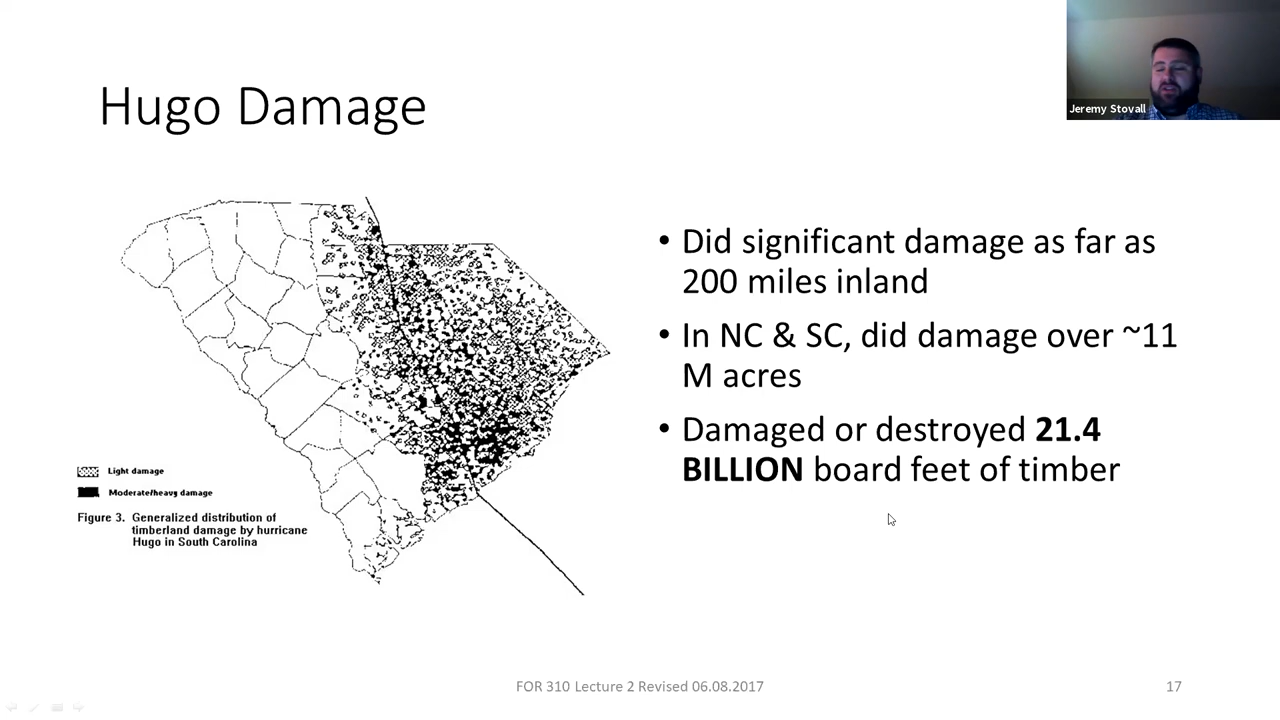 Hugo Damage
Jeremy Stovall
• Did significant damage as far as
200 miles inland
• In NC & SC, did damage over ~11
M acres
• Damaged or destroyed 21.4
BILLION board feet of timber
Light damage
Moderate/heavy damage
Figure 3. Generalized distribution of
timberland damage by hurricane
Hugo in South Carolina
FOR 310 Lecture 2 Revised 06.08.2017
17